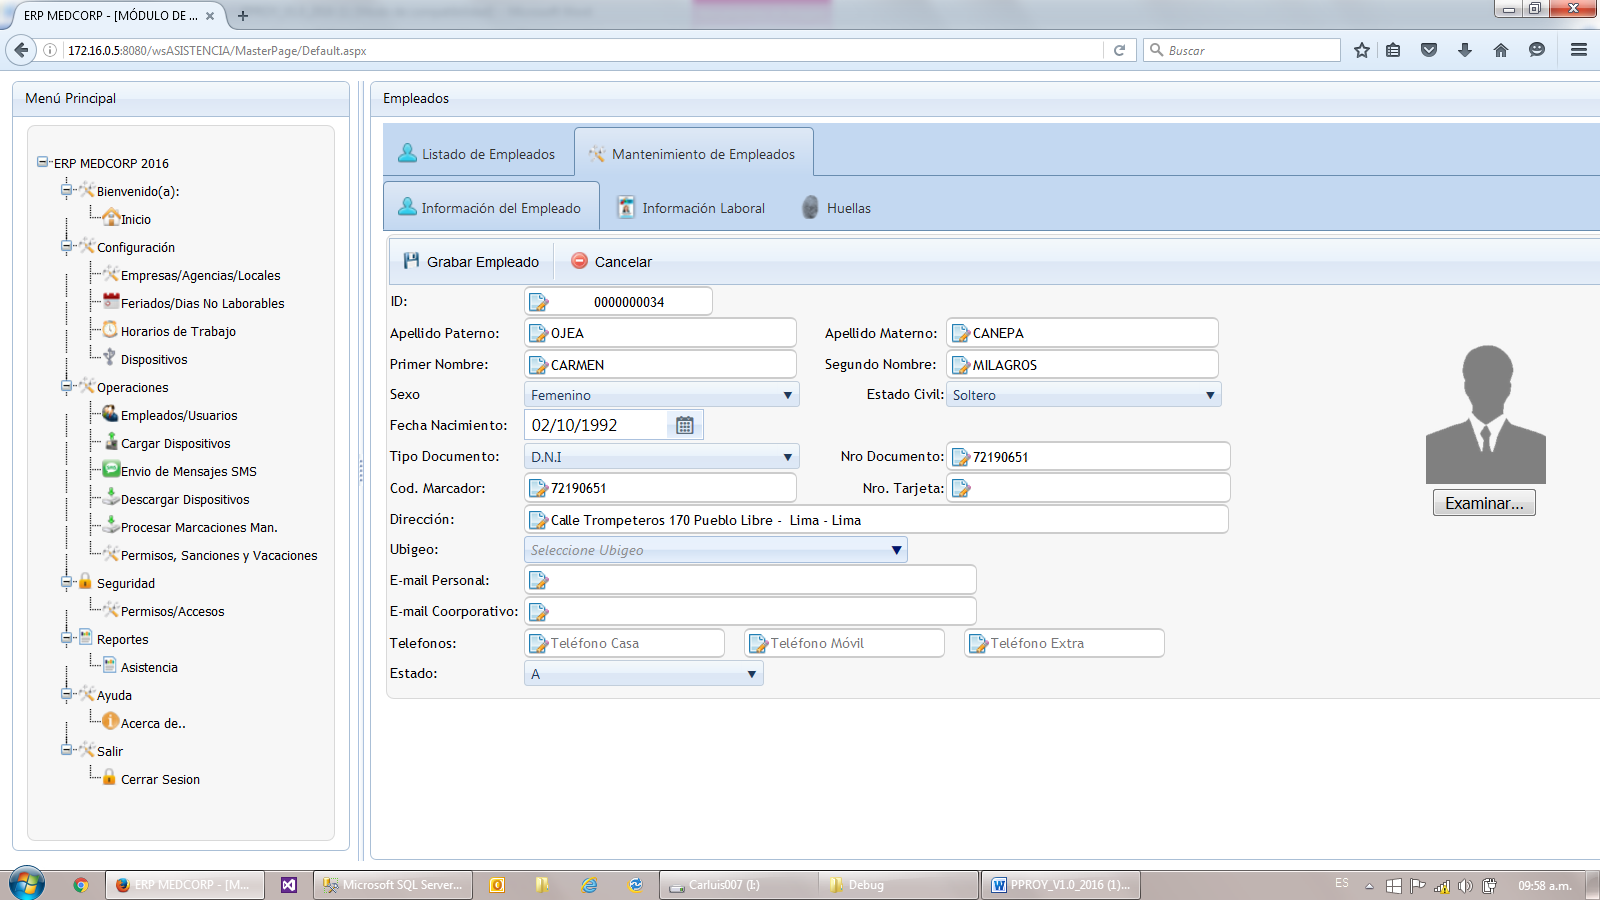 ERP MEDCORP - [MÓDULO DE ...
172.16.0.5:8080/wsASISTENCIA/MasterPage/Default.aspx
Buscar
Menú Principal
ERP MEDCORP 2016
Bienvenido(a):
Inicio
Configuración
Empresas/Agencias/Locales
Feriados/Dias No Laborables
Horarios de Trabajo
Dispositivos
Operaciones
Empleados/Usuarios
Cargar Dispositivos
Envio de Mensajes SMS
Descargar Dispositivos
Procesar Marcaciones Man.
Permisos, Sanciones y Vacaciones
Seguridad
Permisos/Accesos
Reportes
Asistencia
Ayuda
Acerca de..
Salir
Cerrar Sesion
Empleados
Listado de Empleados
Mantenimiento de Empleados
Información del Empleado
Información Laboral
Huellas
Grabar Empleado
Cancelar
ID: 0000000034
Apellido Paterno: OJEA
Apellido Materno: CANEPA
Primer Nombre: CARMEN
Segundo Nombre: MILAGROS
Sexo Femenino
Estado Civil: Soltero
Fecha Nacimiento: 02/10/1992
Tipo Documento: D.N.I
Nro Documento: 72190651
Cod. Marcador: 72190651
Nro. Tarjeta:
Dirección: Calle Trompeteros 170 Pueblo Libre - Lima - Lima
Ubigeo: Seleccione Ubigeo
E-mail Personal:
E-mail Coorporativo:
Telefonos: Teléfono Casa Teléfono Móvil Teléfono Extra
Estado: A
Examinar...
ERP MEDCORP - [M...
Microsoft SQL Server...
Carluis007 (I:)
Debug
PPROY_V1.0_2016 (1)...
ES
09:58 a.m.